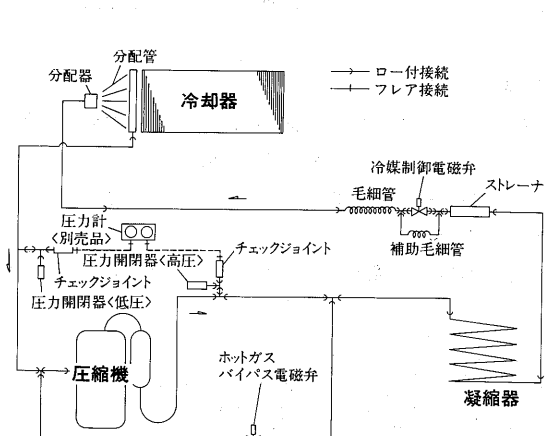 分配管
分配器
冷却器
ロー付接続
フレア接続
冷媒制御電磁弁
毛細管
ストレーナ
補助毛細管
圧力計
<別売品>
チェックジョイント
圧力開閉器<高圧>
チェックジョイント
圧力開閉器<低圧>
圧縮機
ホットガス
バイパス電磁弁
凝縮器